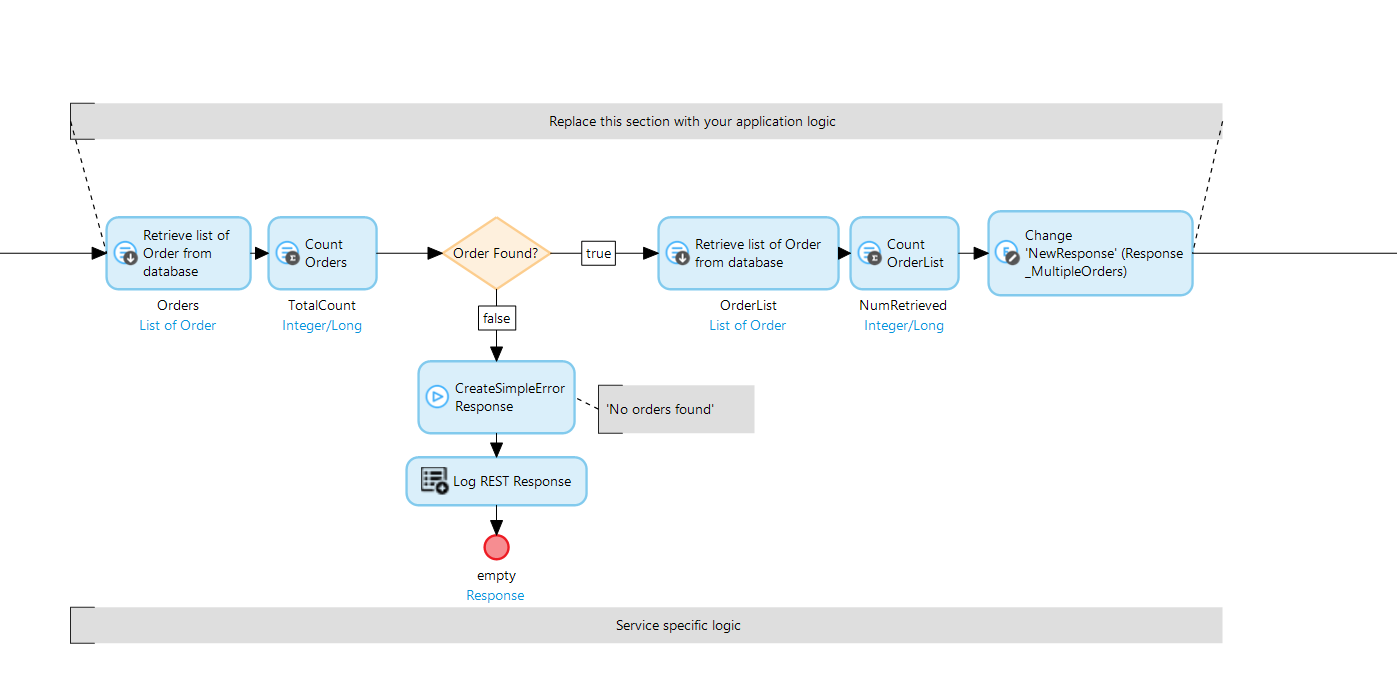 Replace this section with your application logic
Retrieve list of
Order from
database
Orders
List of Order
Count
Orders
TotalCount
Integer/Long
Order Found?
true
false
Retrieve list of Order
from database
OrderList
List of Order
Count
OrderList
NumRetrieved
Integer/Long
Change
'NewResponse' (Response
_MultipleOrders)
CreateSimpleError
Response
'No orders found'
Log REST Response
empty
Response
Service specific logic